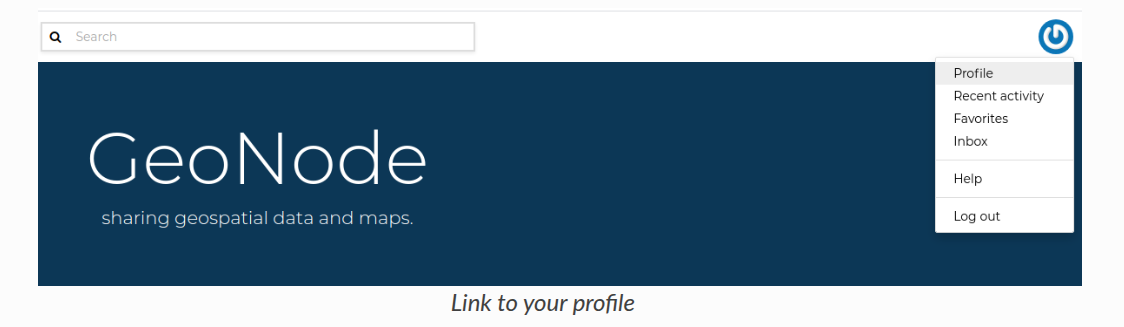 Search
Profile
Recent activity
Favorites
Inbox
Help
Log out
GeoNode
sharing geospatial data and maps.
Link to your profile